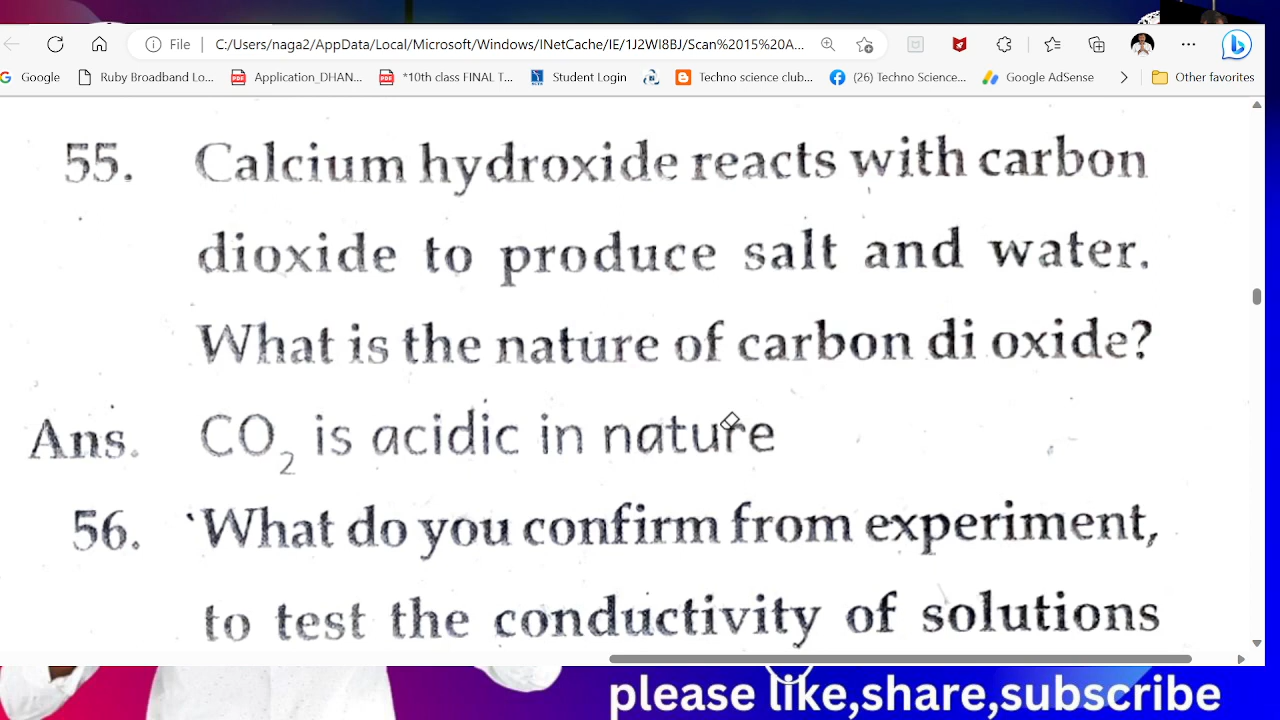 File | C:/Users/naga2/AppData/Local/Microsoft/Windows/INetCache/IE/1J2WI8BJ/Scan%2015%20A...
Google Ruby Broadband Lo... Application_DHAN... *10th class FINAL T... Student Login Techno science club... (26) Techno Science... Google AdSense Other favorites
55. Calcium hydroxide reacts with carbon
dioxide to produce salt and water.
What is the nature of carbon di oxide?
Ans. CO₂ is acidic in nature
56. What do you confirm from experiment,
to test the conductivity of solutions
please like,share,subscribe